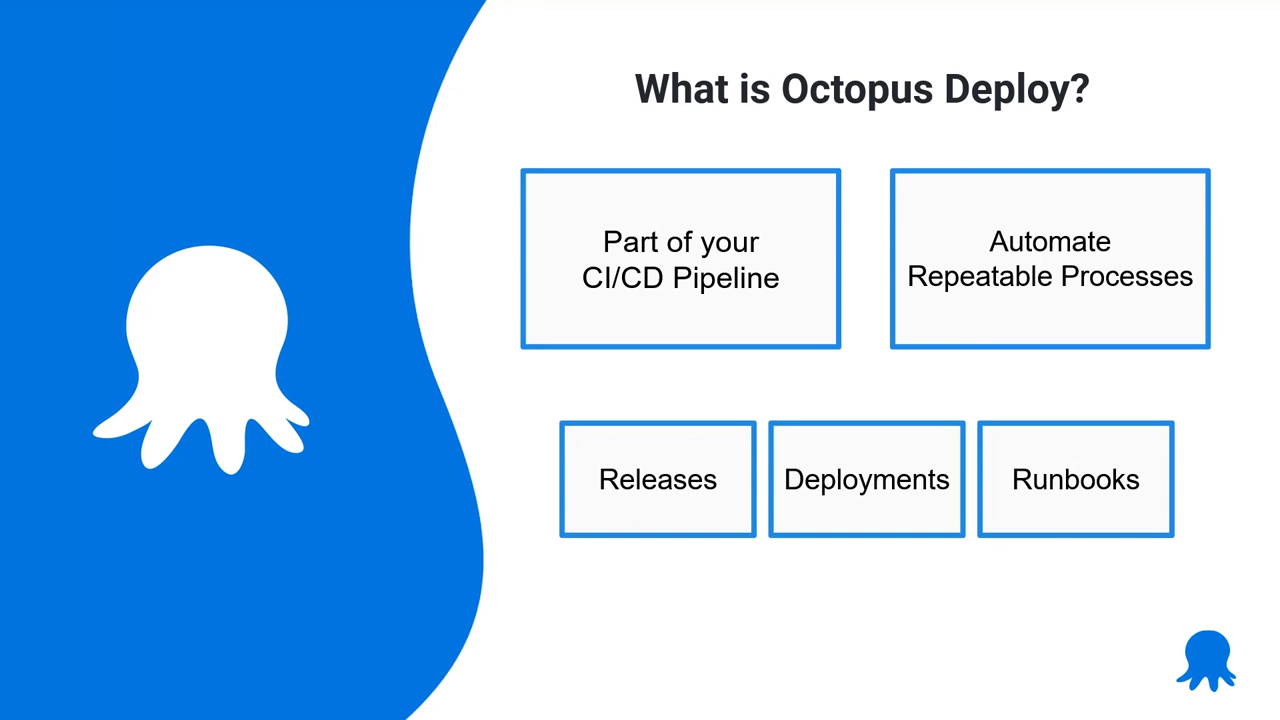 What is Octopus Deploy?
Part of your
CI/CD Pipeline
Automate
Repeatable Processes
Releases
Deployments
Runbooks